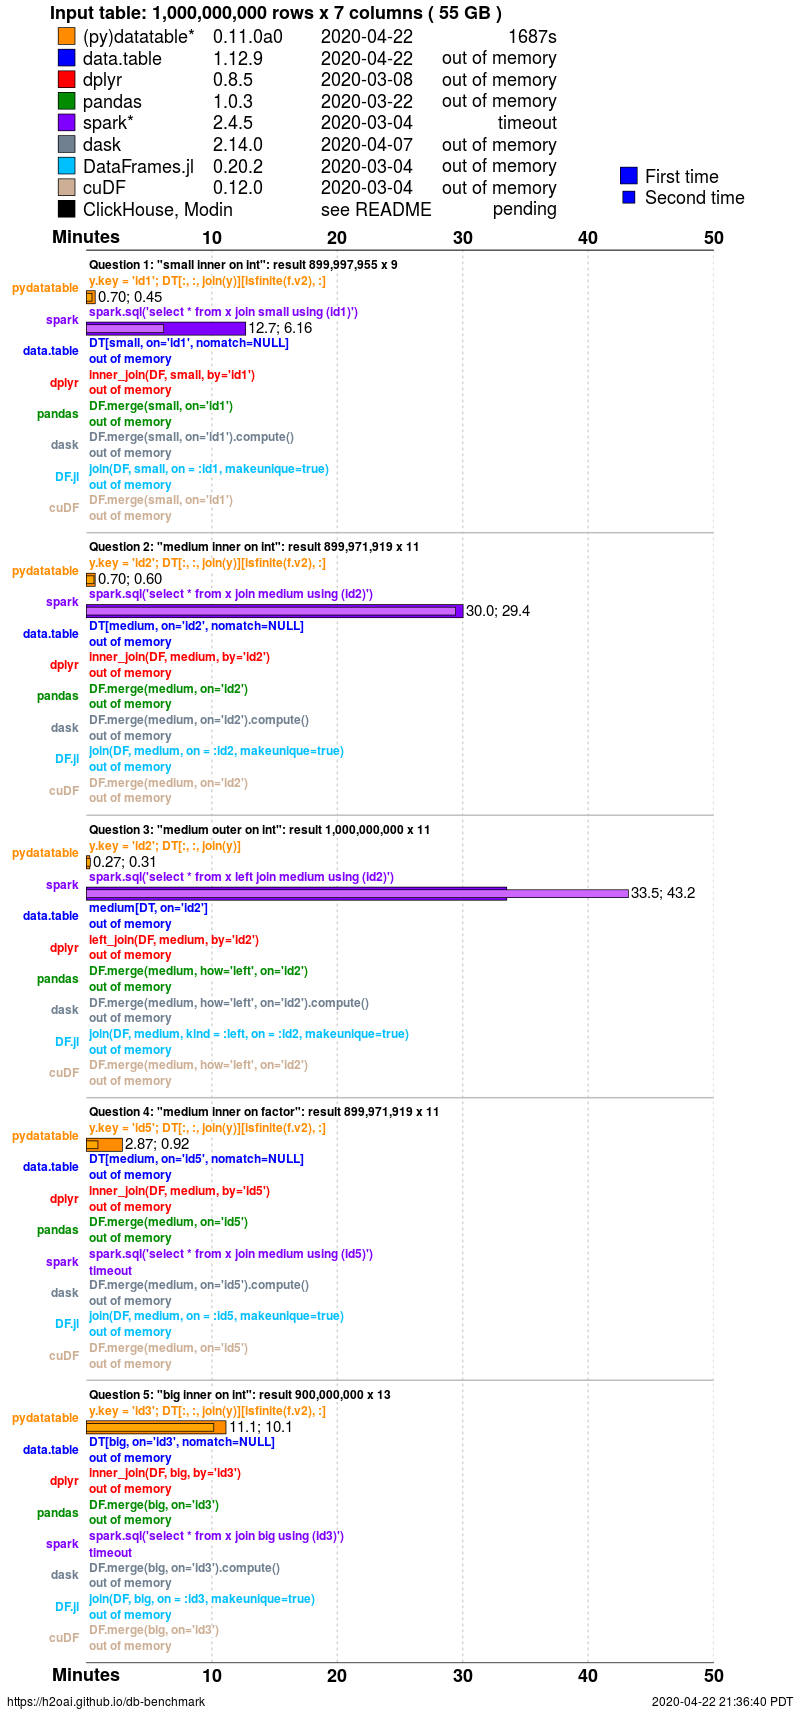 Input table: 1,000,000,000 rows x 7 columns ( 55 GB )
(py)datatable* 0.11.0a0 2020-04-22 1687s
data.table 1.12.9 2020-04-22 out of memory
dplyr 0.8.5 2020-03-08 out of memory
pandas 1.0.3 2020-03-22 out of memory
spark* 2.4.5 2020-03-04 timeout
dask 2.14.0 2020-04-07 out of memory
DataFrames.jl 0.20.2 2020-03-04 out of memory
cuDF 0.12.0 2020-03-04 out of memory
ClickHouse, Modin see README pending
First time
Second time
Minutes 10 20 30 40 50
Question 1: "small inner on int": result 899,997,955 x 9
y.key = 'id1'; DT[:, :, join(y)][isfinite(f.v2), :]
pydatatable 0.70; 0.45
spark.sql('select * from x join small using (id1)')
spark 12.7; 6.16
DT[small, on='id1', nomatch=NULL]
data.table out of memory
inner_join(DF, small, by='id1')
dplyr out of memory
DF.merge(small, on='id1')
pandas out of memory
DF.merge(small, on='id1').compute()
dask out of memory
join(DF, small, on = :id1, makeunique=true)
DF.jl out of memory
DF.merge(small, on='id1')
cuDF out of memory
Question 2: "medium inner on int": result 899,971,919 x 11
y.key = 'id2'; DT[:, :, join(y)][isfinite(f.v2), :]
pydatatable 0.70; 0.60
spark.sql('select * from x join medium using (id2)')
spark 30.0; 29.4
DT[medium, on='id2', nomatch=NULL]
data.table out of memory
inner_join(DF, medium, by='id2')
dplyr out of memory
DF.merge(medium, on='id2')
pandas out of memory
DF.merge(medium, on='id2').compute()
dask out of memory
join(DF, medium, on = :id2, makeunique=true)
DF.jl out of memory
DF.merge(medium, on='id2')
cuDF out of memory
Question 3: "medium outer on int": result 1,000,000,000 x 11
y.key = 'id2'; DT[:, :, join(y)]
pydatatable 0.27; 0.31
spark.sql('select * from x left join medium using (id2)')
spark 33.5; 43.2
medium[DT, on='id2']
data.table out of memory
left_join(DF, medium, by='id2')
dplyr out of memory
DF.merge(medium, how='left', on='id2')
pandas out of memory
DF.merge(medium, how='left', on='id2').compute()
dask out of memory
join(DF, medium, kind = :left, on = :id2, makeunique=true)
DF.jl out of memory
DF.merge(medium, how='left', on='id2')
cuDF out of memory
Question 4: "medium inner on factor": result 899,971,919 x 11
y.key = 'id5'; DT[:, :, join(y)][isfinite(f.v2), :]
pydatatable 2.87; 0.92
DT[medium, on='id5', nomatch=NULL]
data.table out of memory
inner_join(DF, medium, by='id5')
dplyr out of memory
DF.merge(medium, on='id5')
pandas out of memory
spark.sql('select * from x join medium using (id5)')
spark timeout
DF.merge(medium, on='id5').compute()
dask out of memory
join(DF, medium, on = :id5, makeunique=true)
DF.jl out of memory
DF.merge(medium, on='id5')
cuDF out of memory
Question 5: "big inner on int": result 900,000,000 x 13
y.key = 'id3'; DT[:, :, join(y)][isfinite(f.v2), :]
pydatatable 11.1; 10.1
DT[big, on='id3', nomatch=NULL]
data.table out of memory
inner_join(DF, big, by='id3')
dplyr out of memory
DF.merge(big, on='id3')
pandas out of memory
spark.sql('select * from x join big using (id3)')
spark timeout
DF.merge(big, on='id3').compute()
dask out of memory
join(DF, big, on = :id3, makeunique=true)
DF.jl out of memory
DF.merge(big, on='id3')
cuDF out of memory
Minutes 10 20 30 40 50
https://h2oai.github.io/db-benchmark 2020-04-22 21:36:40 PDT